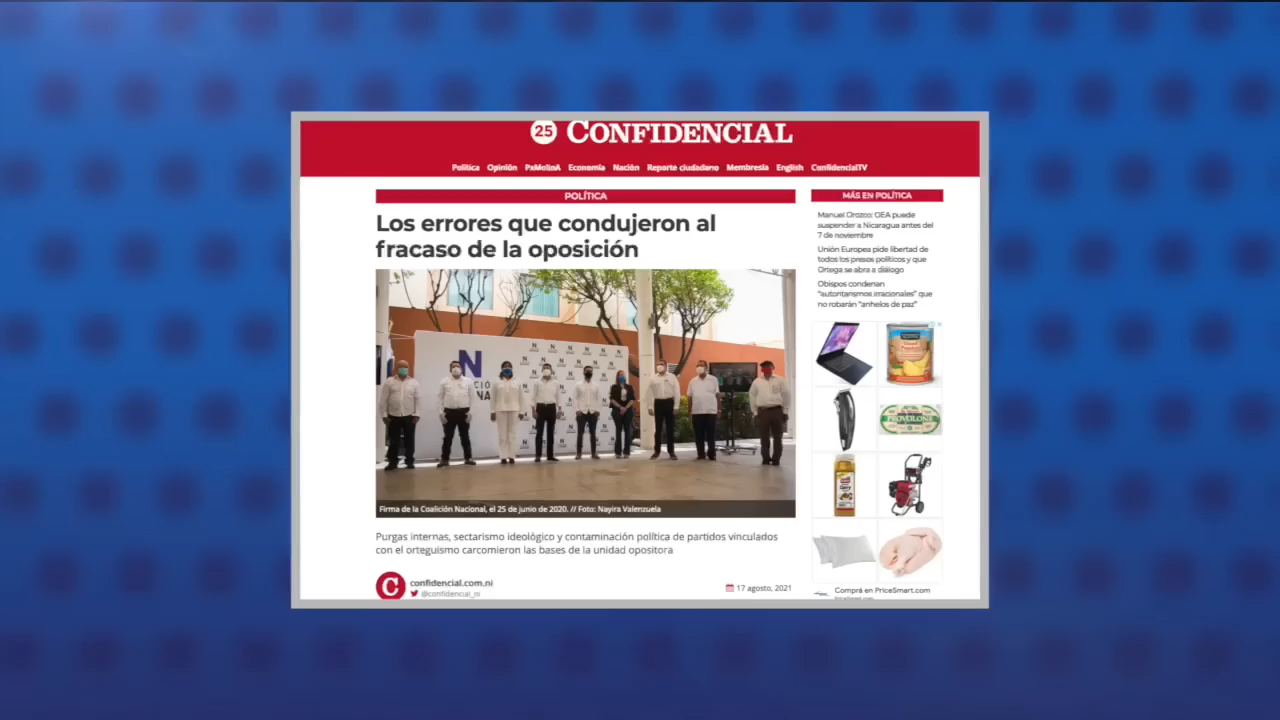 25 CONFIDENCIAL
Política Opinión PxMolinA Economía Nación Reporte ciudadano Membresía English ConfidencialTV
POLÍTICA
Los errores que condujeron al
fracaso de la oposición
N
CIÓ
NA
Firma de la Coalición Nacional, el 25 de junio de 2020. // Foto: Nayira Valenzuela
Purgas internas, sectarismo ideológico y contaminación política de partidos vinculados
con el orteguismo carcomieron las bases de la unidad opositora
C confidencial.com.ni
@confidencial_ni
17 agosto, 2021
MÁS EN POLÍTICA
Manuel Orozco: OEA puede
suspender a Nicaragua antes del
7 de noviembre
Unión Europea pide libertad de
todos los presos políticos y que
Ortega se abra a diálogo
Obispos condenan
"autoritarismos irracionales" que
no robarán "anhelos de paz"
PROVOLONE
Comprá en PriceSmart.com